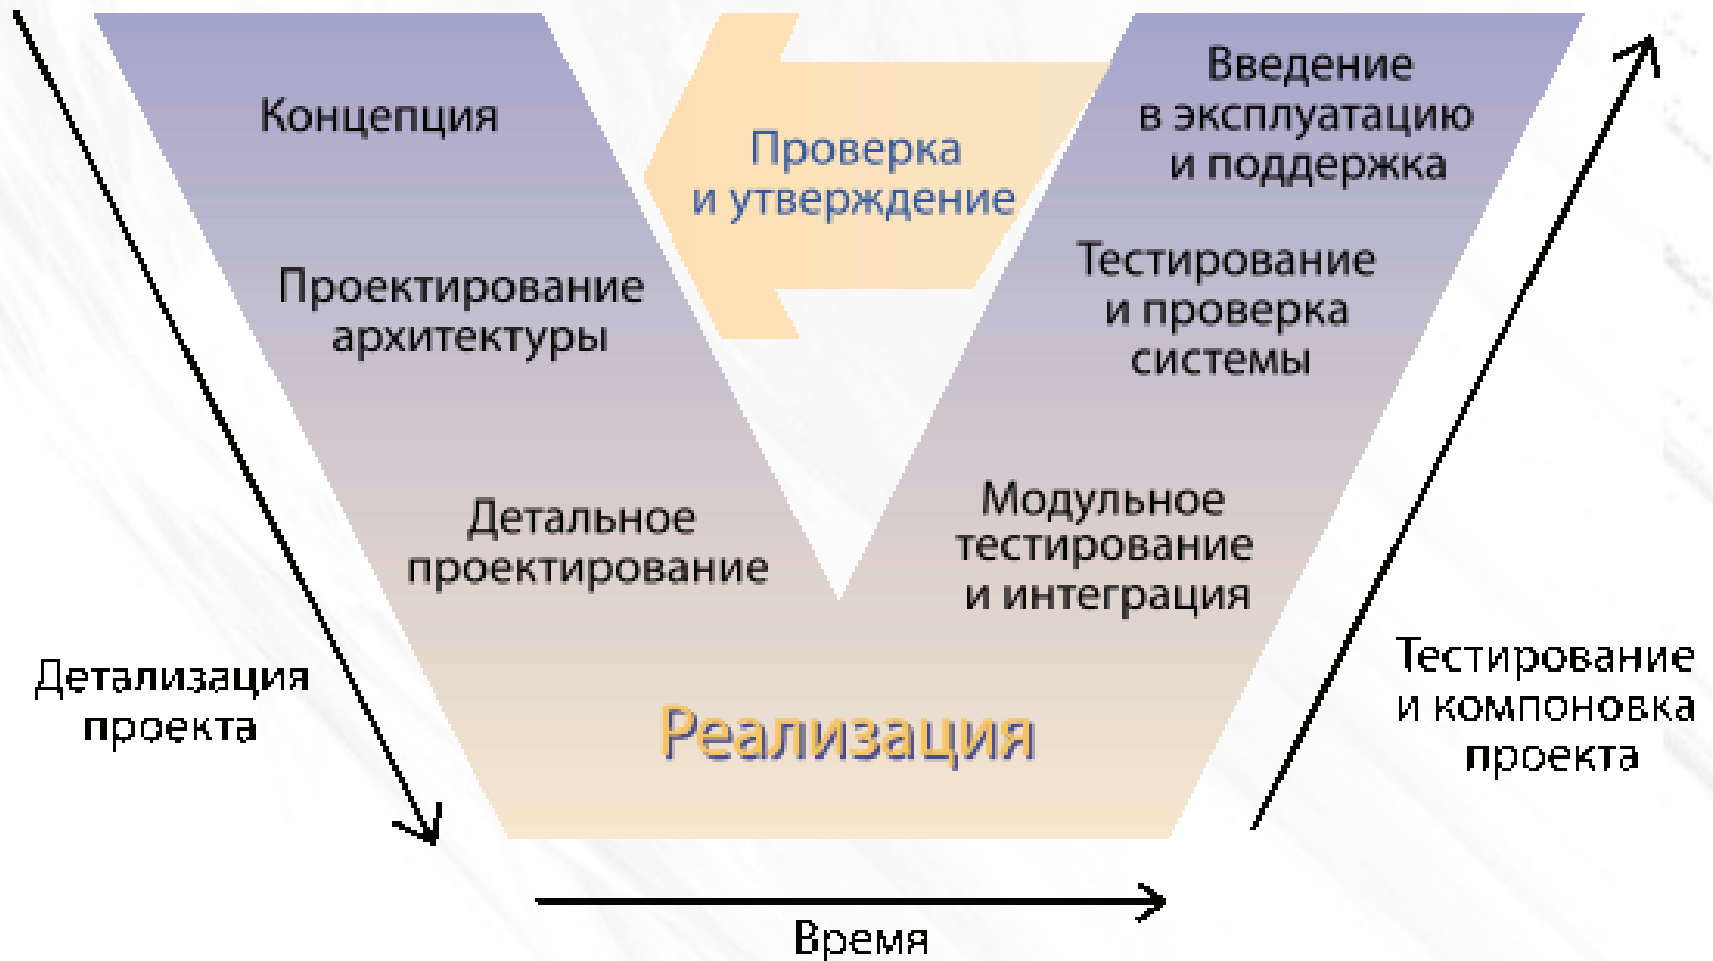 Концепция
Проектирование
архитектуры
Детальное
проектирование
Реализация
Проверка
и утверждение
Введение
в эксплуатацию
и поддержка
Тестирование
и проверка
системы
Модульное
тестирование
и интеграция
Детализация
проекта
Тестирование
и компоновка
проекта
Время